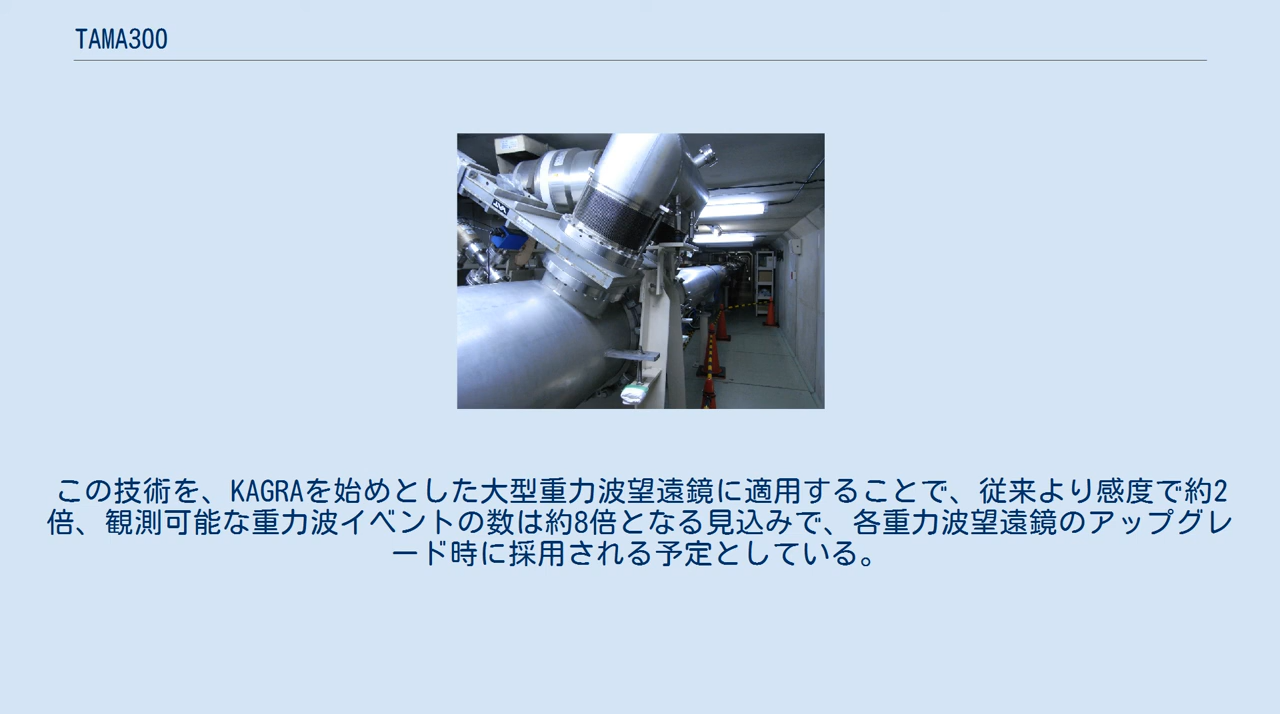 TAMA300
この技術を、KAGRAを始めとした大型重力波望遠鏡に適用することで、従来より感度で約2
倍、観測可能な重力波イベントの数は約8倍となる見込みで、各重力波望遠鏡のアップグレ
ード時に採用される予定としている。